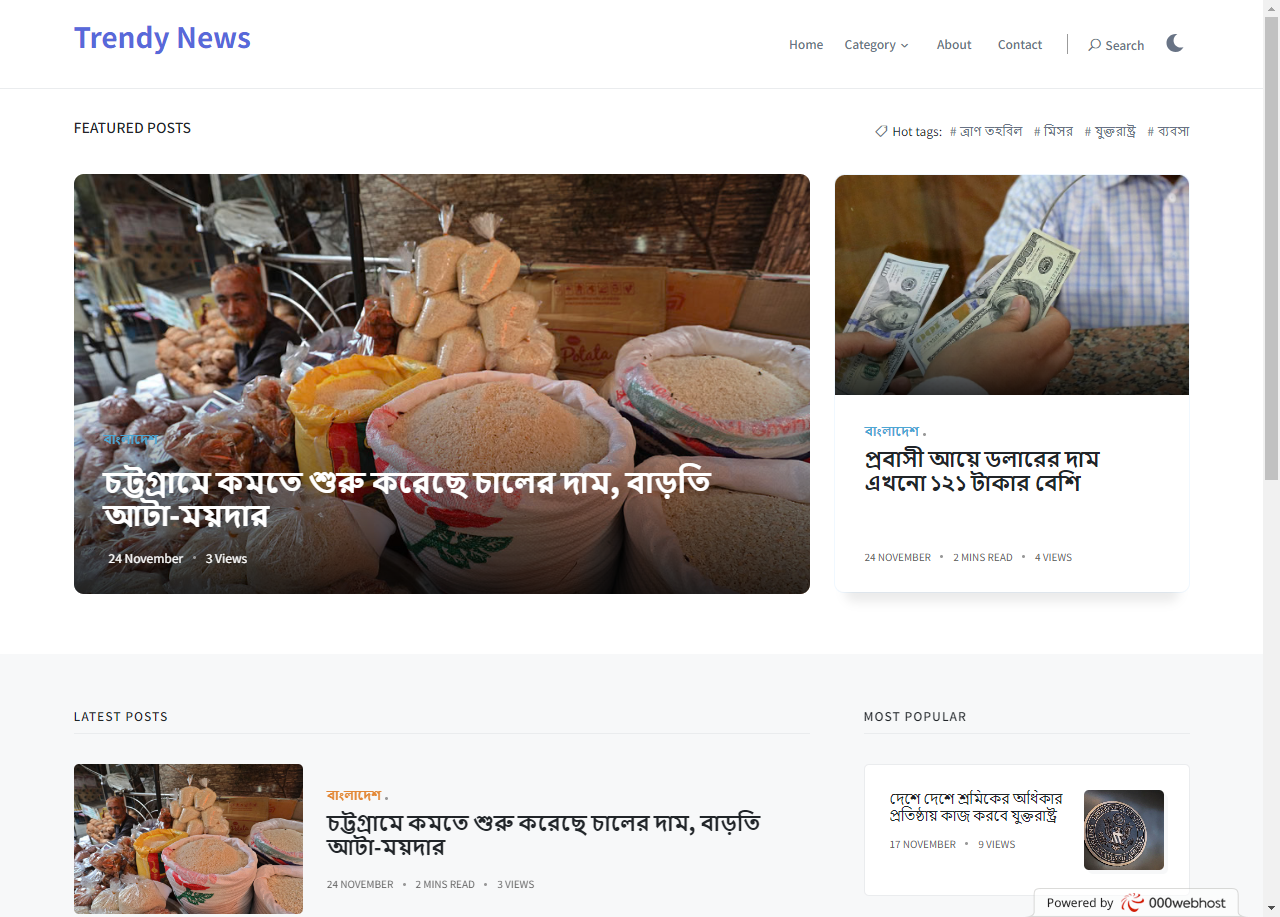 Trendy News
Home Category About Contact Search
FEATURED POSTS
Hot tags: # ত্রাণ তহবিল # মিসর # যুক্তরাষ্ট্র # ব্যবসা
Potata
বাংলাদেশ
চট্টগ্রামে কমতে শুরু করেছে চালের দাম, বাড়তি
আটা-ময়দার
24 November • 3 Views
বাংলাদেশ .
প্রবাসী আয়ে ডলারের দাম
এখনো ১২১ টাকার বেশি
24 NOVEMBER • 2 MINS READ • 4 VIEWS
LATEST POSTS
বাংলাদেশ .
চট্টগ্রামে কমতে শুরু করেছে চালের দাম, বাড়তি
আটা-ময়দার
24 NOVEMBER • 2 MINS READ • 3 VIEWS
MOST POPULAR
দেশে দেশে শ্রমিকের অধিকার
প্রতিষ্ঠায় কাজ করবে যুক্তরাষ্ট্র
17 NOVEMBER • 9 VIEWS
Powered by 000webhost